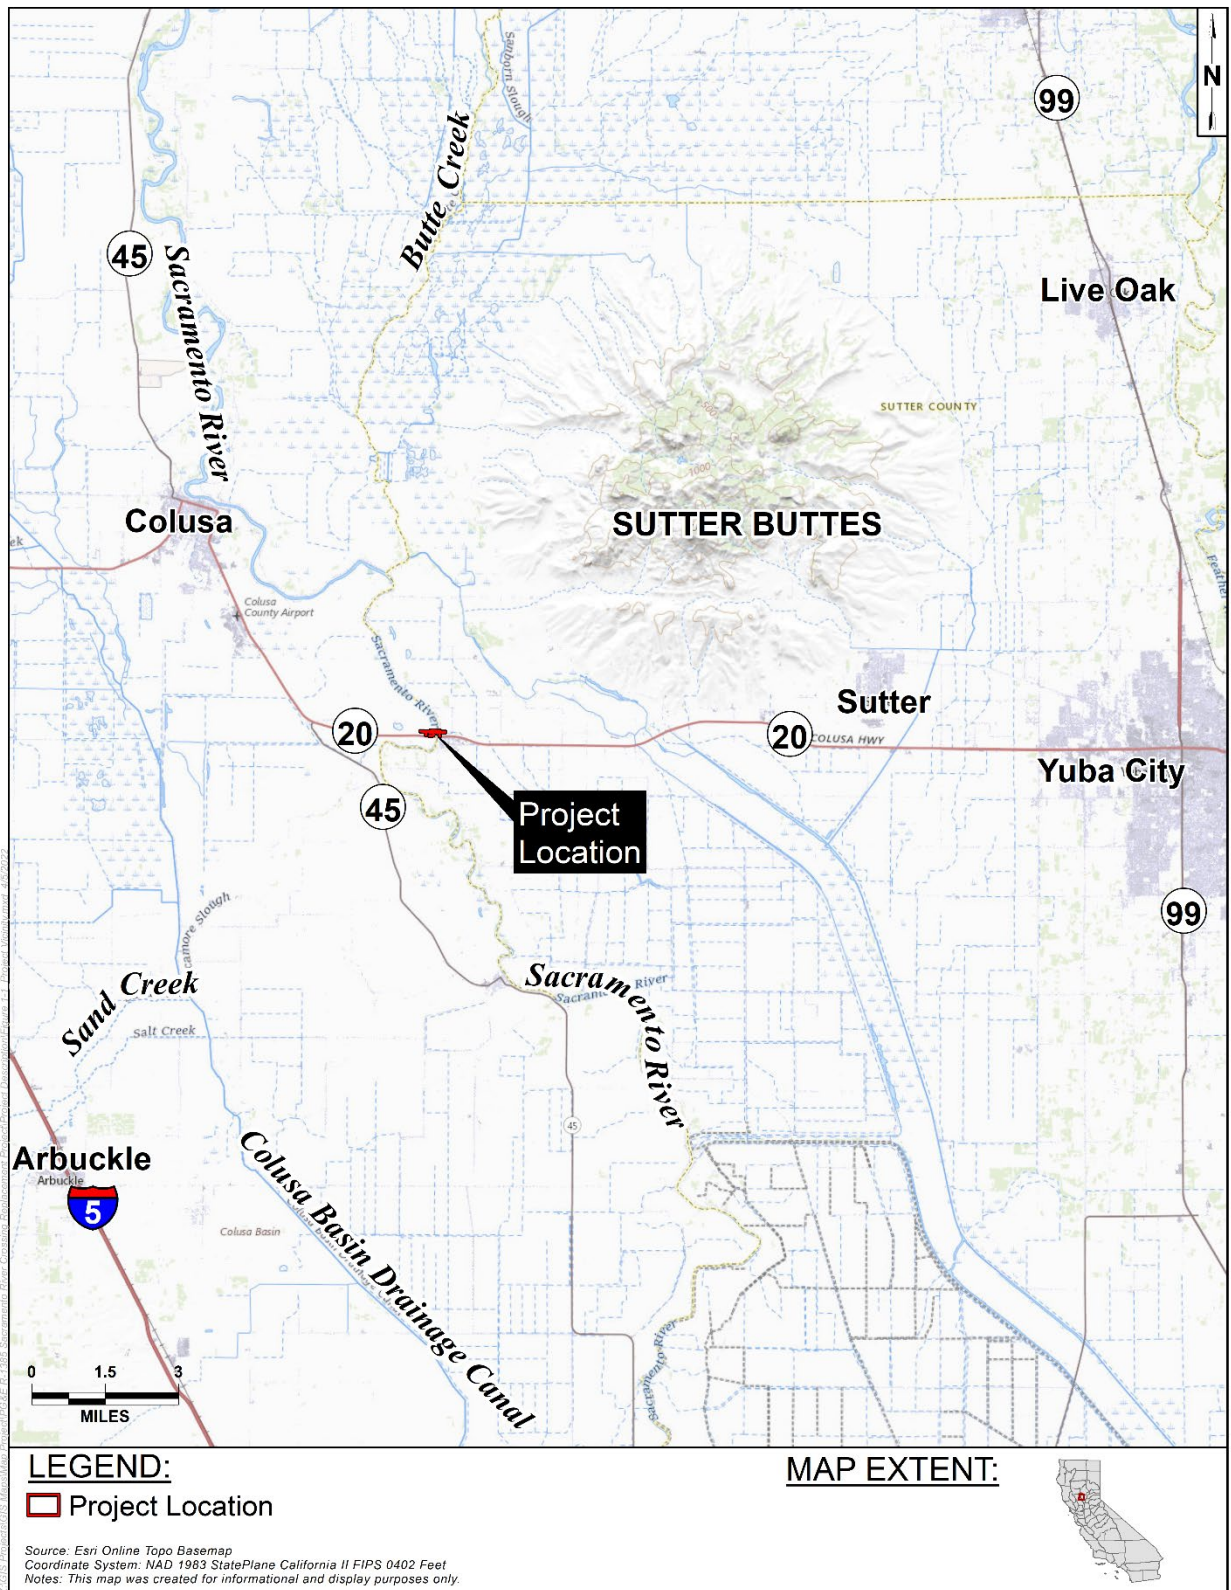 N
99
Sanborn Slough
Butte Creek
45
Sacramento River
Live Oak
SUTTER COUNTY
1000
SUTTER BUTTES
Colusa
Colusa
County Airport
Feather
Sacramento River
Sutter
20
20
COLUSA HWY
Yuba City
45
Project
Location
99
Sand Creek
Salt Creek
Sacramento River
Sacramento River
45
Arbuckle
Arbuckle
5
Colusa Basin
Colusa Basin Drainage Canal
Sacramento River
0 1.5 3
MILES
LEGEND:
Project Location
MAP EXTENT:
Source: Esri Online Topo Basemap
Coordinate System: NAD 1983 StatePlane California II FIPS 0402 Feet
Notes: This map was created for informational and display purposes only.